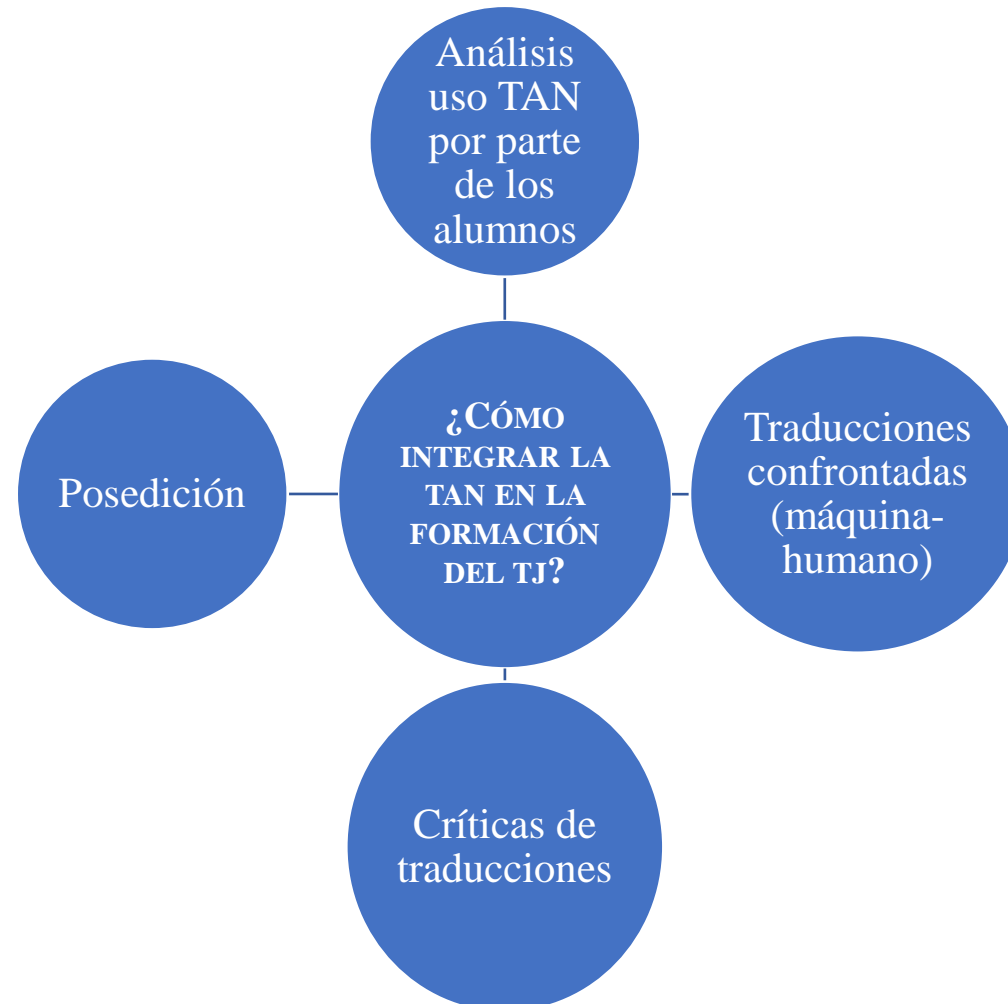 Análisis
uso TAN
por parte
de los
alumnos
Posedición
¿CÓMO
INTEGRAR LA
TAN EN LA
FORMACIÓN
DEL TJ?
Traducciones
confrontadas
(máquina-
humano)
Críticas de
traducciones